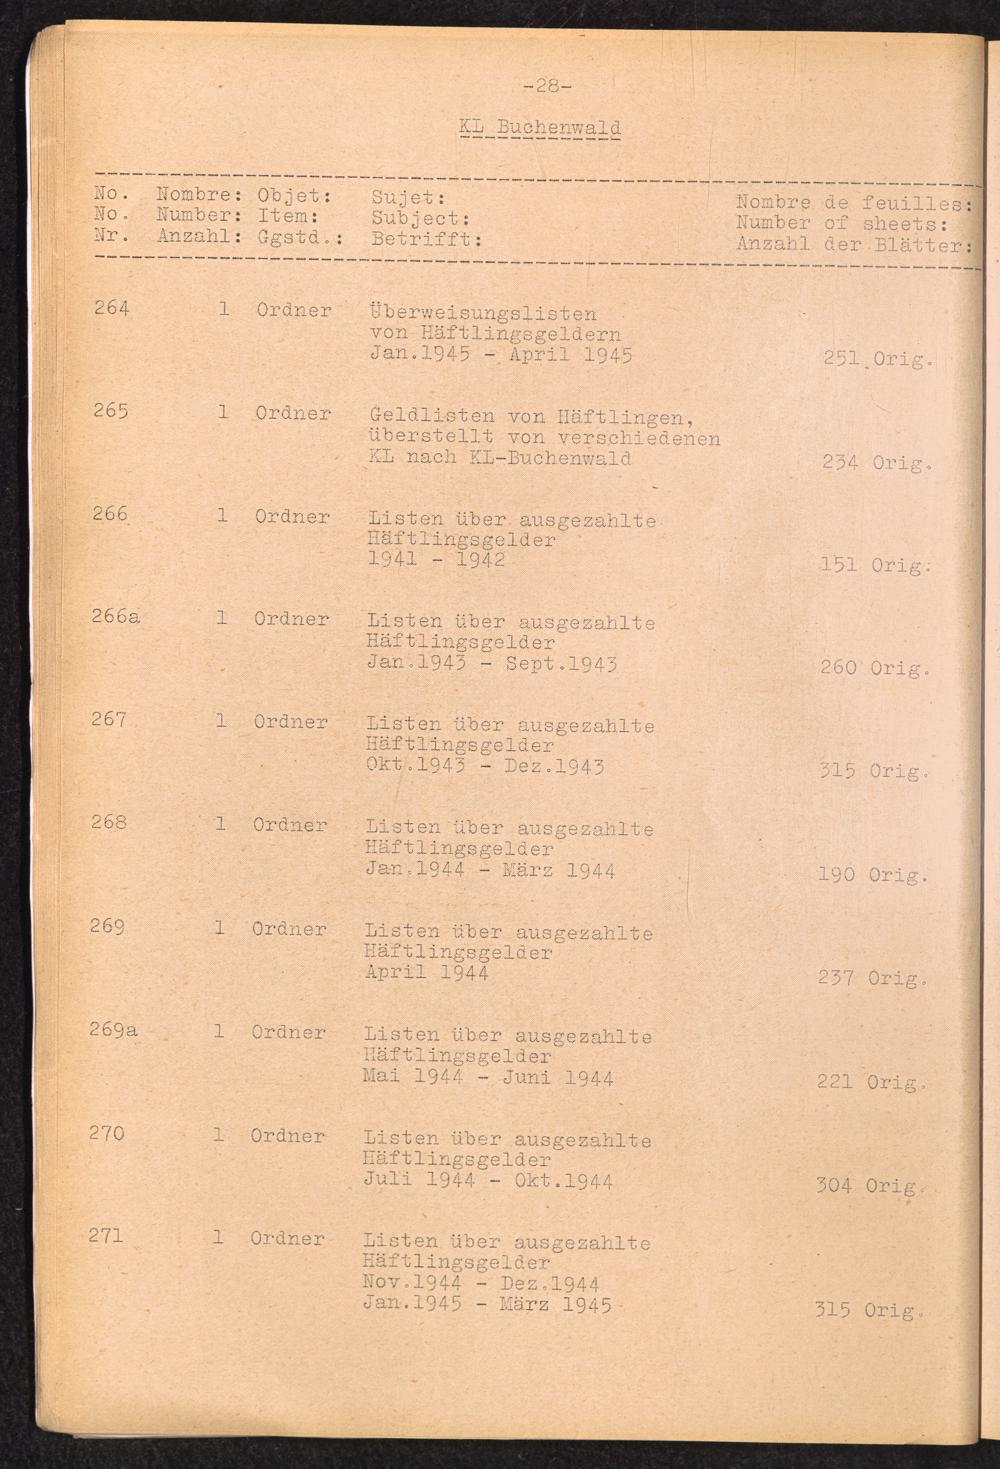 -28-
KL Buchenwald
No. Nombre: Objet: Sujet: Nombre de feuilles:
No. Number: Item: Subject: Number of sheets:
Nr. Anzahl: Ggstd.: Betrifft: Anzahl der Blätter:
264 1 Ordner Überweisungslisten
von Häftlingsgeldern
Jan.1945 - April 1945 251 Orig.
265 1 Ordner Geldlisten von Häftlingen,
überstellt von verschiedenen
KL nach KL-Buchenwald 234 Orig.
266 1 Ordner Listen über ausgezahlte
Häftlingsgelder
1941 - 1942 151 Orig.
266a 1 Ordner Listen über ausgezahlte
Häftlingsgelder
Jan.1943 - Sept.1943 260 Orig.
267 1 Ordner Listen über ausgezahlte
Häftlingsgelder
Okt.1943 - Dez.1943 315 Orig.
268 1 Ordner Listen über ausgezahlte
Häftlingsgelder
Jan.1944 - März 1944 190 Orig.
269 1 Ordner Listen über ausgezahlte
Häftlingsgelder
April 1944 237 Orig.
269a 1 Ordner Listen über ausgezahlte
Häftlingsgelder
Mai 1944 - Juni 1944 221 Orig.
270 1 Ordner Listen über ausgezahlte
Häftlingsgelder
Juli 1944 - Okt.1944 304 Orig.
271 1 Ordner Listen über ausgezahlte
Häftlingsgelder
Nov.1944 - Dez.1944
Jan.1945 - März 1945 315 Orig.